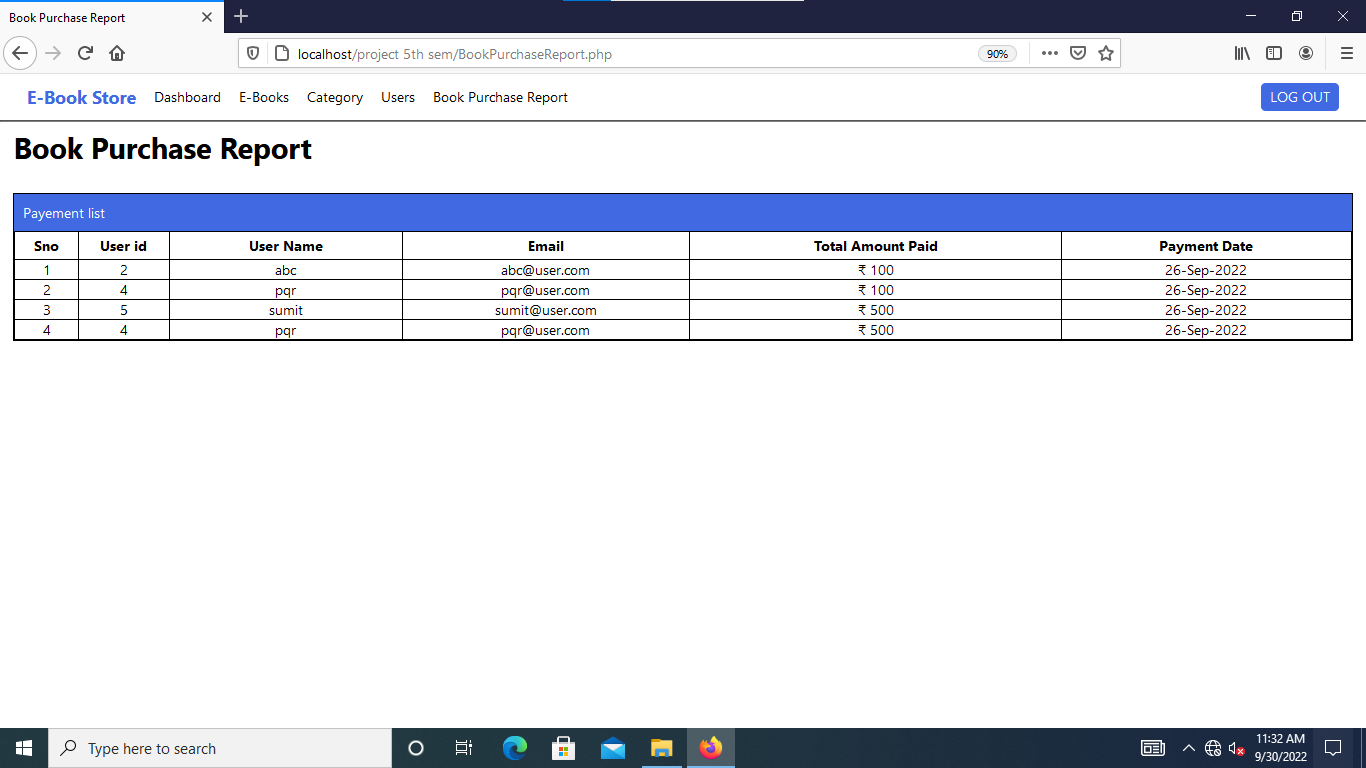 Book Purchase Report
localhost/project 5th sem/BookPurchaseReport.php 90%
E-Book Store Dashboard E-Books Category Users Book Purchase Report LOG OUT
Book Purchase Report
Payement list
Sno User id User Name Email Total Amount Paid Payment Date
1 2 abc abc@user.com ₹ 100 26-Sep-2022
2 4 pqr pqr@user.com ₹ 100 26-Sep-2022
3 5 sumit sumit@user.com ₹ 500 26-Sep-2022
4 4 pqr pqr@user.com ₹ 500 26-Sep-2022
Type here to search
11:32 AM
9/30/2022